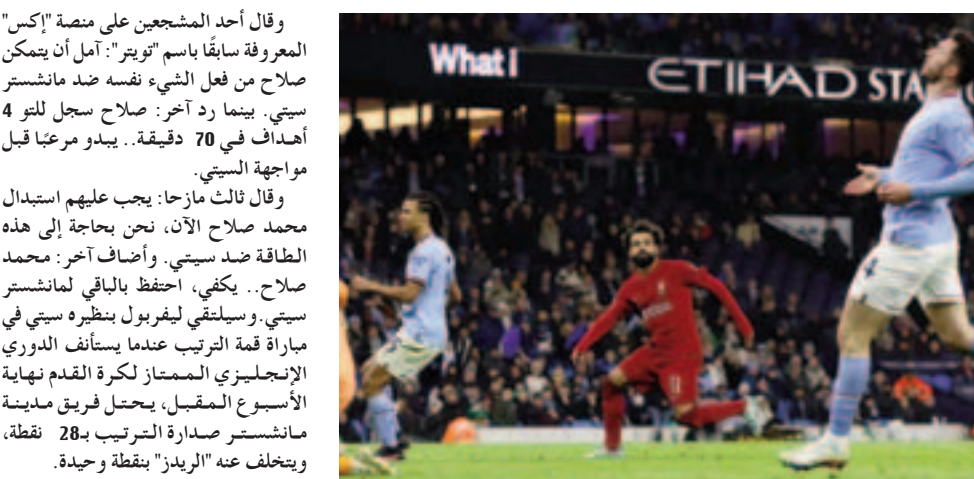 وقال أحد المشجعين على منصة "إكس"
المعروفة سابقًا باسم "تويتر": آمل أن يتمكن
صلاح من فعل الشيء نفسه ضد مانشستر
سيتي. بينما رد آخر: صلاح سجل للتو 4
أهداف في 70 دقيقة.. يبدو مرعبًا قبل
مواجهة السيتي.
وقال ثالث مازحا: يجب عليهم استبدال
محمد صلاح الآن، نحن بحاجة إلى هذه
الطاقة ضد سيتي. وأضاف آخر: محمد
صلاح.. يكفي، احتفظ بالباقي لمانشستر
سيتي.وسيلتقي ليفربول بنظيره سيتي في
مباراة قمة الترتيب عندما يستأنف الدوري
الإنجليزي الممتاز لكرة القدم نهاية
الأسبوع المقبل، يحتل فريق مدينة
مانشستر صدارة الترتيب بـ28 نقطة،
ويتخلف عنه "الريدز" بنقطة وحيدة.
What i
ETIHAD STA